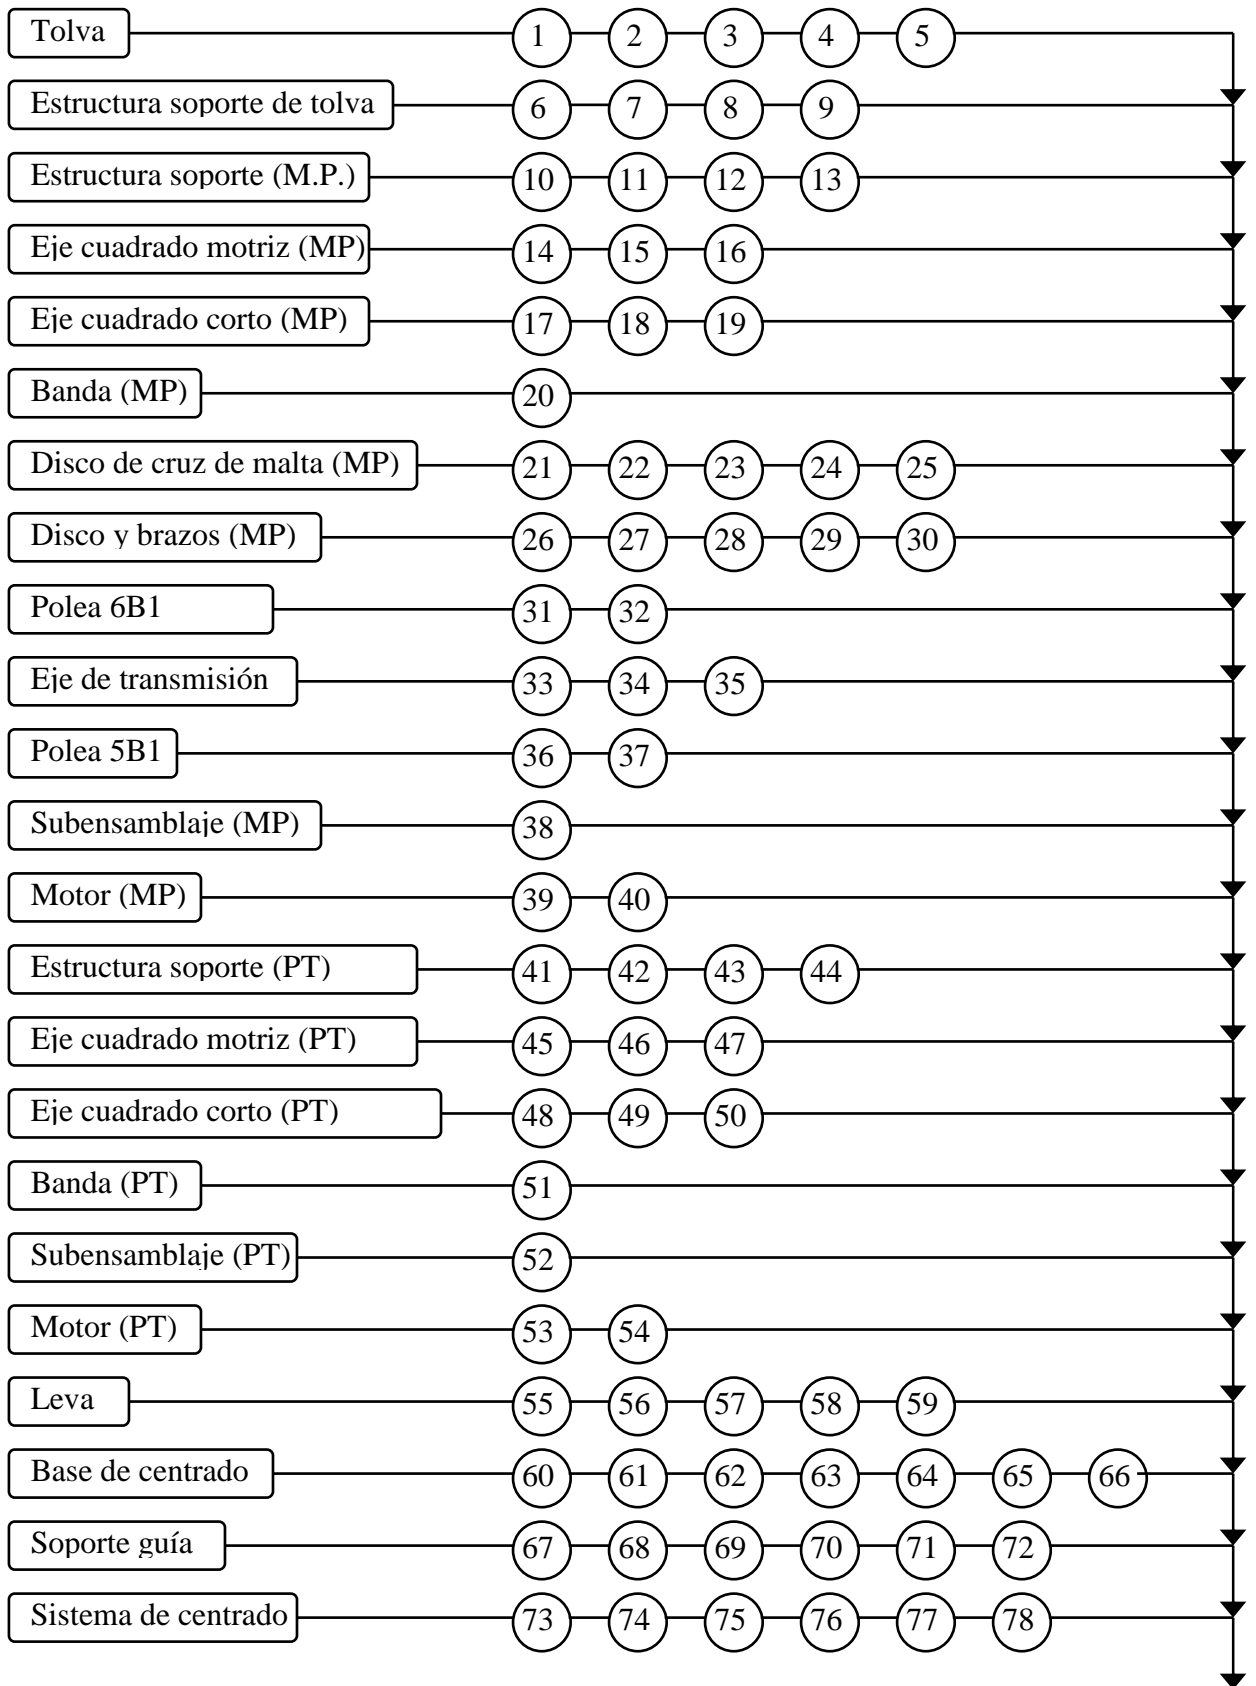 Tolva 1 2 3 4 5
Estructura soporte de tolva 6 7 8 9
Estructura soporte (M.P.) 10 11 12 13
Eje cuadrado motriz (MP) 14 15 16
Eje cuadrado corto (MP) 17 18 19
Banda (MP) 20
Disco de cruz de malta (MP) 21 22 23 24 25
Disco y brazos (MP) 26 27 28 29 30
Polea 6B1 31 32
Eje de transmisión 33 34 35
Polea 5B1 36 37
Subensamblaje (MP) 38
Motor (MP) 39 40
Estructura soporte (PT) 41 42 43 44
Eje cuadrado motriz (PT) 45 46 47
Eje cuadrado corto (PT) 48 49 50
Banda (PT) 51
Subensamblaje (PT) 52
Motor (PT) 53 54
Leva 55 56 57 58 59
Base de centrado 60 61 62 63 64 65 66
Soporte guía 67 68 69 70 71 72
Sistema de centrado 73 74 75 76 77 78